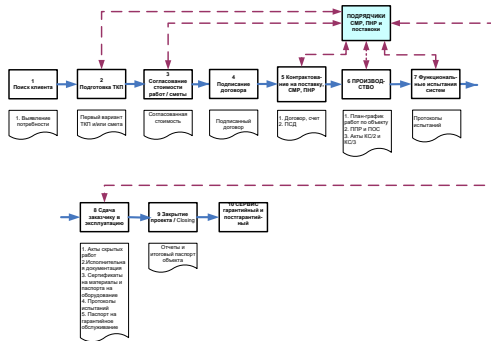 ПОДРЯДЧИКИ
СМР, ПНР и
поставки
1
Поиск клиента
2
Подготовка ТКП
3
Согласование
стоимости
работ / сметы
4
Подписание
договора
5 Контрактова-
ние на поставку,
СМР, ПНР
6 ПРОИЗВОД-
СТВО
7 Функциональ-
ные испытания
систем
1. Выявление
потребности
Первый вариант
ТКП и/или смета
Согласованная
стоимость
Подписанный
договор
1. Договор, счет
2. ПСД
1. План-график
работ по объекту
2. ППР и ПОС
3. Акты КС/2 и
КС/3
Протоколы
испытаний
8 Сдача
заказчику в
эксплуатацию
9 Закрытие
проекта / Closing
10 СЕРВИС
гарантийный и
постгарантий-
ный
1. Акты скрытых
работ
2.Исполнительна
я документация
3. Сертификаты
на материалы и
паспорта на
оборудование
4. Протоколы
испытаний
5. Паспорт на
гарантийное
обслуживание
Отчеты и
итоговый паспорт
объекта